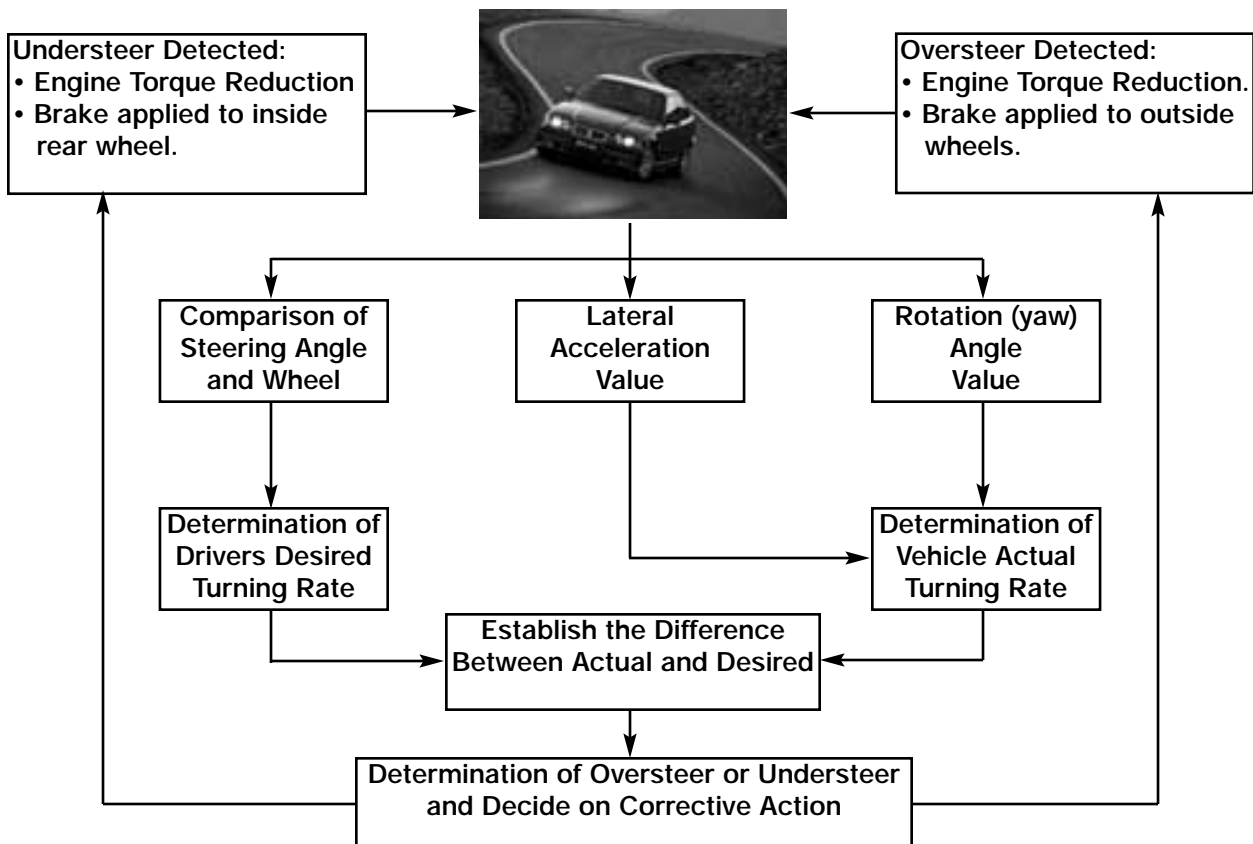 Understeer Detected:
• Engine Torque Reduction
• Brake applied to inside
rear wheel.
Oversteer Detected:
• Engine Torque Reduction.
• Brake applied to outside
wheels.
Comparison of
Steering Angle
and Wheel
Lateral
Acceleration
Value
Rotation (yaw)
Angle
Value
Determination of
Drivers Desired
Turning Rate
Determination of
Vehicle Actual
Turning Rate
Establish the Difference
Between Actual and Desired
Determination of Oversteer or Understeer
and Decide on Corrective Action